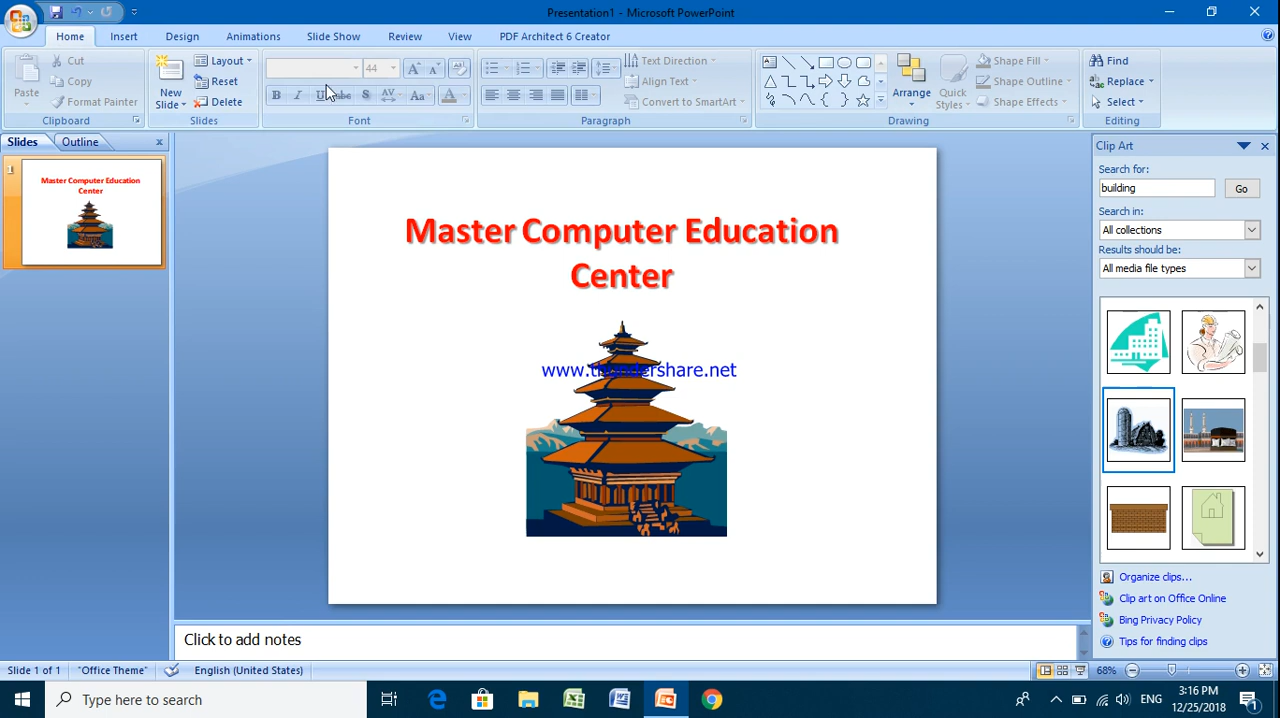 Presentation1 - Microsoft PowerPoint
Home Insert Design Animations Slide Show Review View PDF Architect 6 Creator
Paste
Cut
Copy
Format Painter
Clipboard
New
Slide
Layout
Reset
Delete
Slides
44
B I U abc S AV Aa A
Font
Text Direction
Align Text
Convert to SmartArt
Paragraph
Arrange
Quick
Styles
Shape Fill
Shape Outline
Shape Effects
Drawing
Find
Replace
Select
Editing
Slides Outline
1
Master Computer Education
Center
Master Computer Education
Center
www.thundershare.net
Clip Art
Search for:
building
Go
Search in:
All collections
Results should be:
All media file types
Organize clips...
Clip art on Office Online
Bing Privacy Policy
Tips for finding clips
Click to add notes
Slide 1 of 1 "Office Theme" English (United States) 68%
Type here to search
ENG
3:16 PM
12/25/2018
1